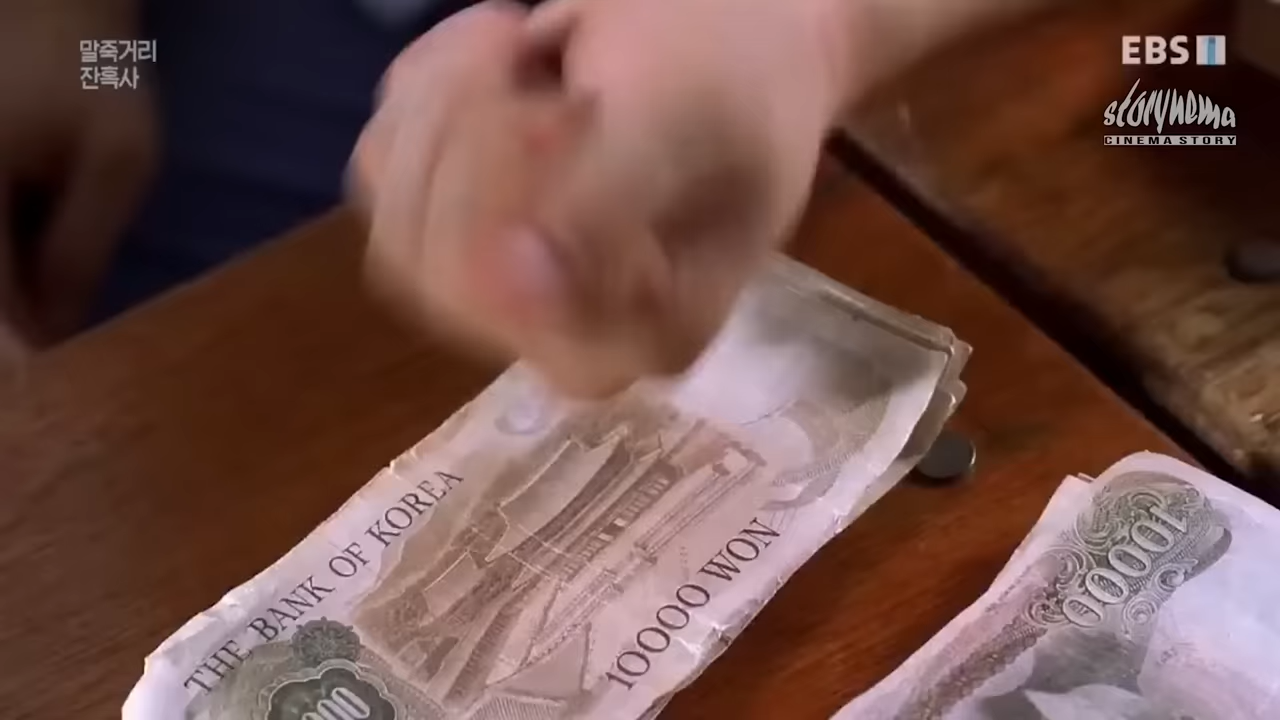 말죽거리
잔혹사
EBS
storynema
CINEMA STORY
THE BANK OF KOREA
10000 WON
10000